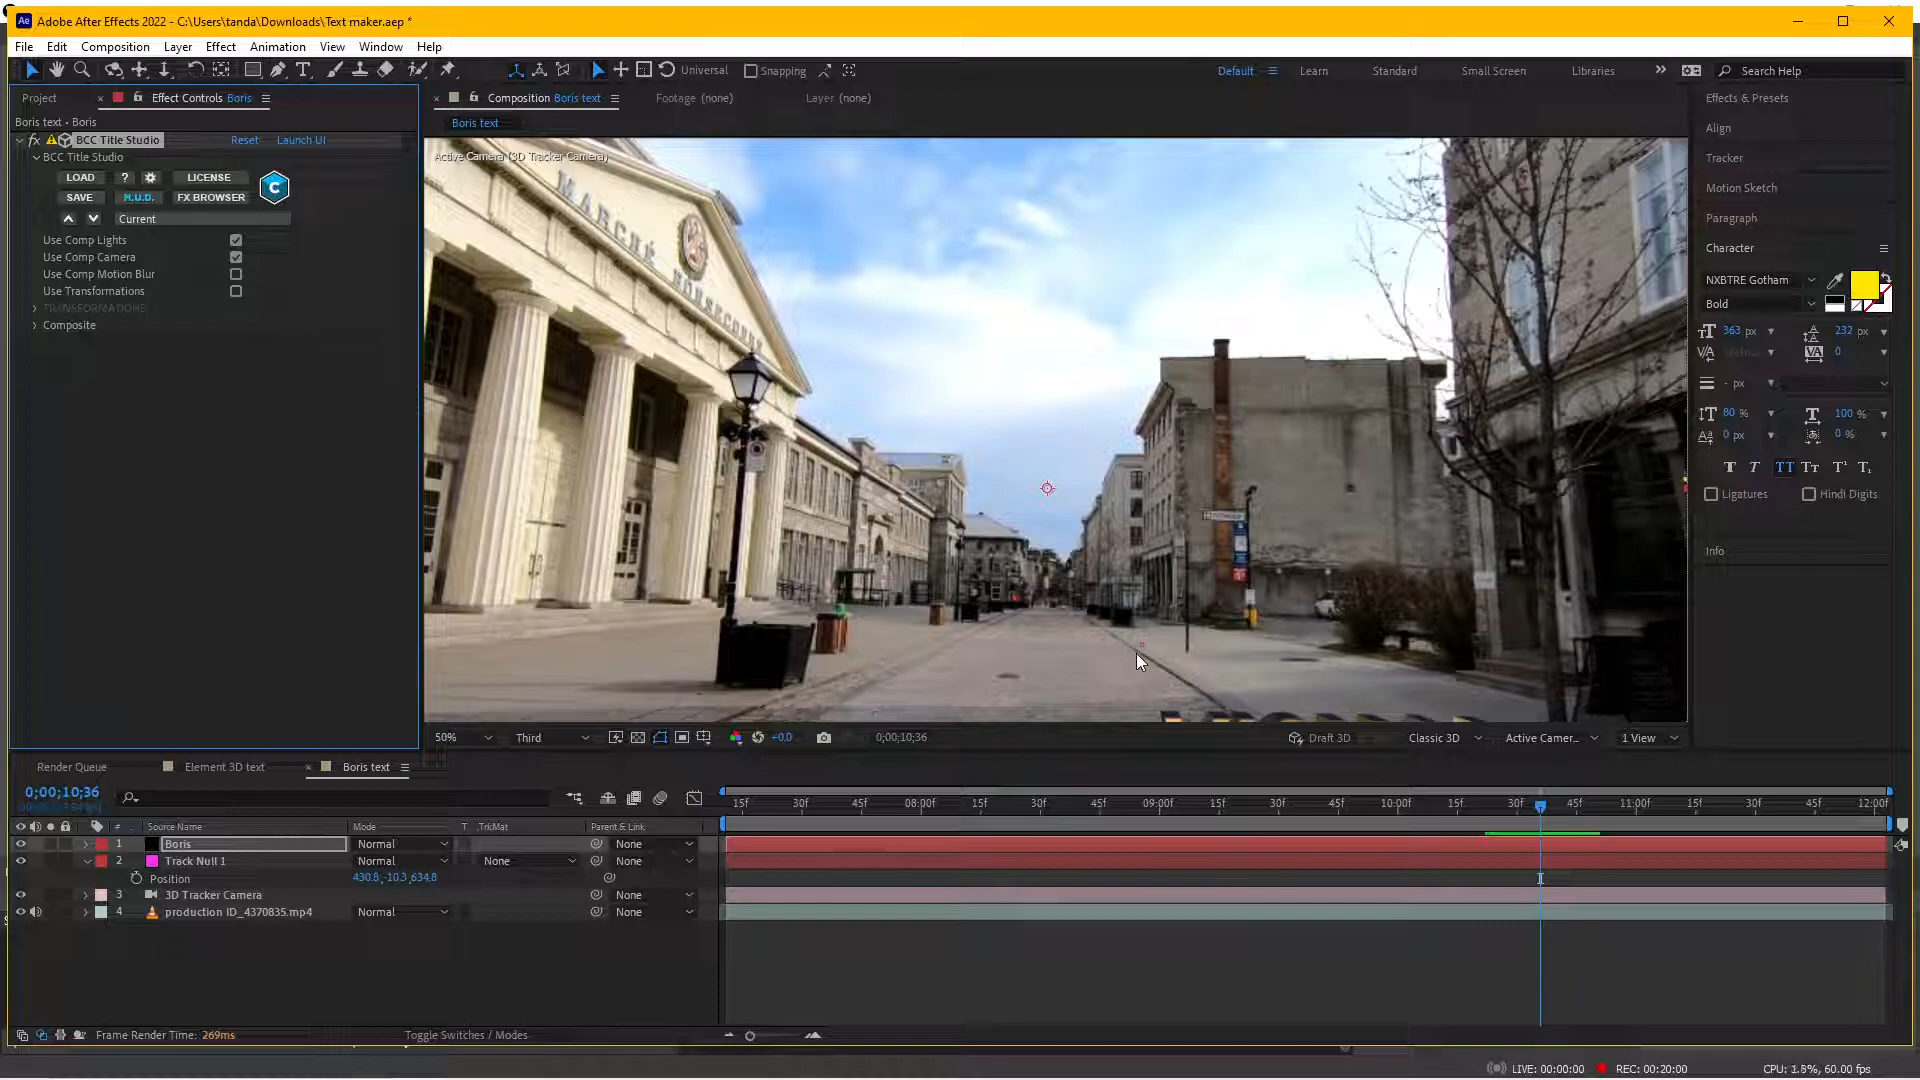 Ae Adobe After Effects 2022 - C:\Users\tanda\Downloads\Text maker.aep *
File Edit Composition Layer Effect Animation View Window Help
Universal Snapping Default Learn Standard Small Screen Libraries Search Help
Project Effect Controls Boris Composition Boris text Footage (none) Layer (none) Effects & Presets
Boris text • Boris
Boris text
fx BCC Title Studio Reset Launch UI
BCC Title Studio
LOAD ? LICENSE
SAVE H.U.D. FX BROWSER
C
Current
Use Comp Lights
Use Comp Camera
Use Comp Motion Blur
Use Transformations
Composite
Active Camera (3D Tracker Camera)
MARCHÉ BONSECOURS
Align
Tracker
Motion Sketch
Paragraph
Character
NXBTRE Gotham
Bold
363 px 232 px
0
- px
80 % 100 %
0 px 0 %
Ligatures Hindi Digits
Info
50% Third +0.0 0;00;10;36 Draft 3D Classic 3D Active Camer... 1 View
Render Queue Element 3D text Boris text
0;00;10;36
15f 30f 45f 08:00f 15f 30f 45f 09:00f 15f 30f 45f 10:00f 15f 30f 45f 11:00f 15f 30f 45f 12:00f
# Source Name Mode T .TrkMat Parent & Link
1 Boris Normal None
2 Track Null 1 Normal None None
Position 430.8,-10.3,634.8
3 3D Tracker Camera None
4 production ID_4370835.mp4 Normal None
Frame Render Time: 269ms Toggle Switches / Modes
LIVE: 00:00:00 REC: 00:20:00 CPU: 1.8%, 60.00 fps